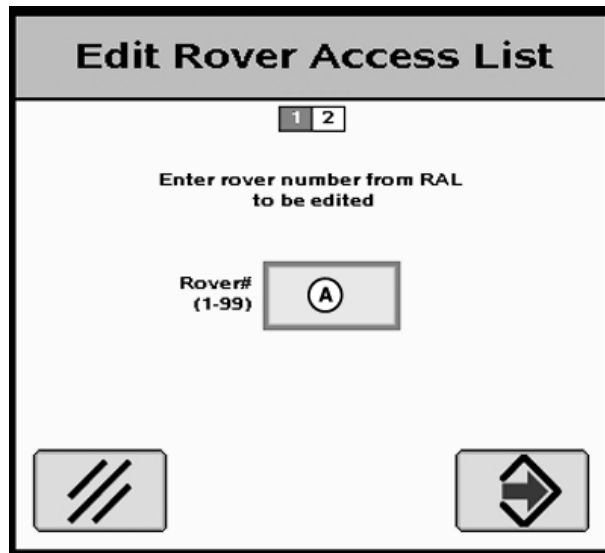 Edit Rover Access List
1 2
Enter rover number from RAL
to be edited
Rover#
(1-99)
A